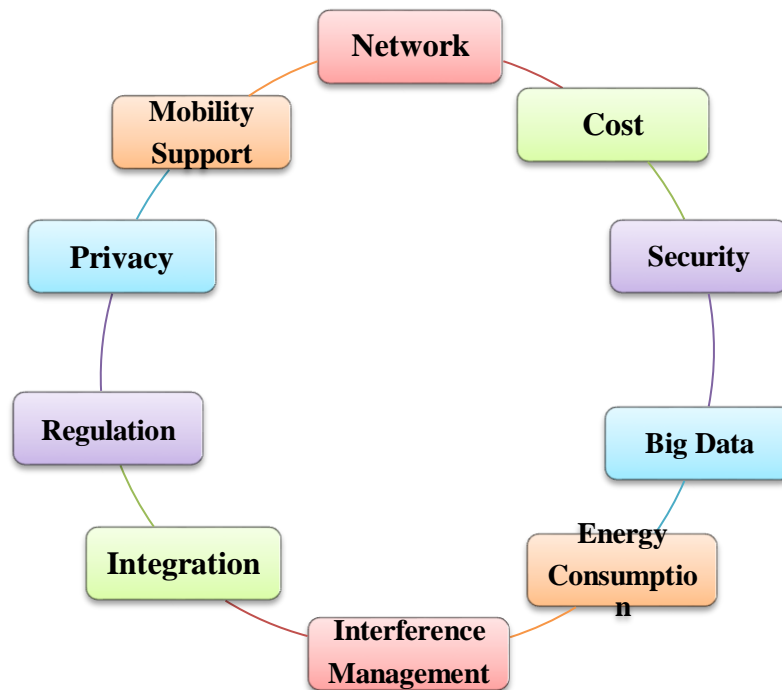 Network
Cost
Security
Big Data
Energy
Consumptio
n
Interference
Management
Integration
Regulation
Privacy
Mobility
Support